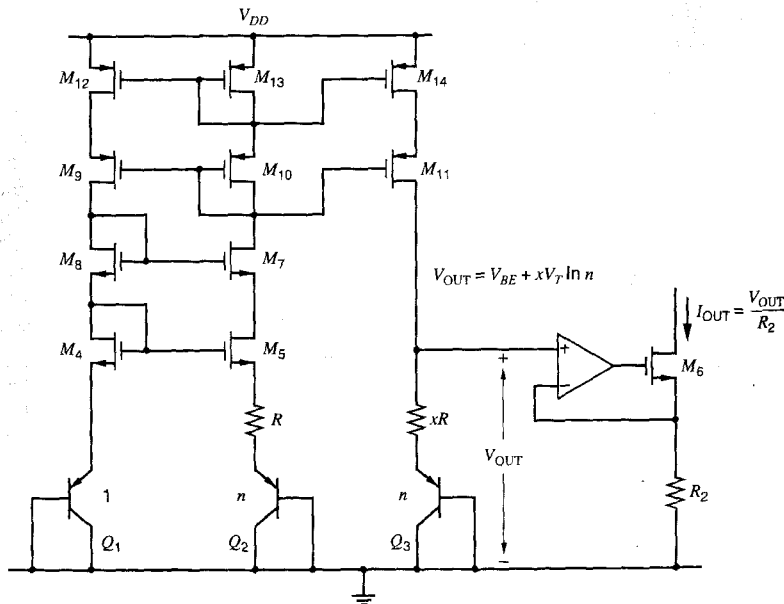 V_DD
M_12
M_13
M_14
M_9
M_10
M_11
M_8
M_7
V_OUT = V_BE + xV_T ln n
I_OUT = V_OUT / R_2
M_4
M_5
+
+
−
M_6
R
xR
V_OUT
R_2
1
n
n
Q_1
Q_2
Q_3
−